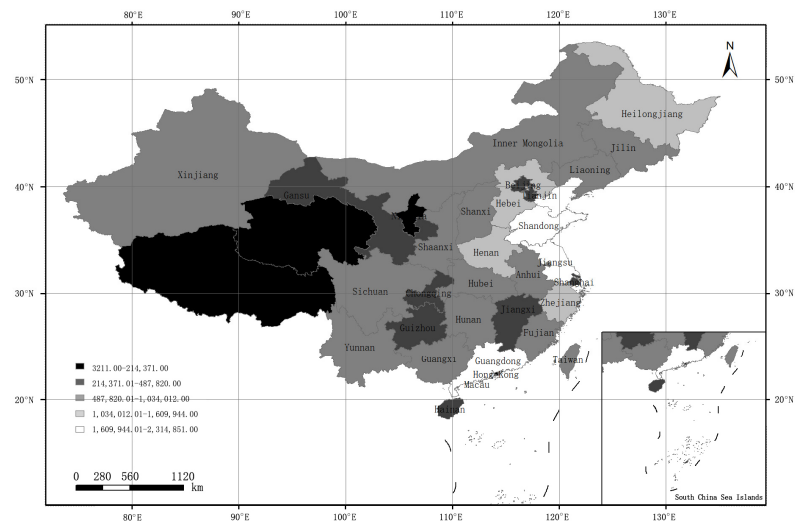 80°E 90°E 100°E 110°E 120°E 130°E
N
50°N 50°N
Heilongjiang
Inner Mongolia
Jilin
Xinjiang
Liaoning
40°N Gansu Beijing 40°N
Tianjin
Hebei
Shanxi
Shandong
Shaanxi
Henan
Jiangsu
Anhui
Shanghai
Sichuan Hubei
30°N Chongqing 30°N
Zhejiang
Jiangxi
Hunan
Guizhou
Fujian
Yunnan
Guangxi Guangdong Taiwan
3211.00-214,371.00
Hong Kong
214,371.01-487,820.00
Macau
487,820.01-1,034,012.00
20°N 20°N
Hainan
1,034,012.01-1,609,944.00
1,609,944.01-2,314,851.00
0 280 560 1120
km
South China Sea Islands
80°E 90°E 100°E 110°E 120°E 130°E